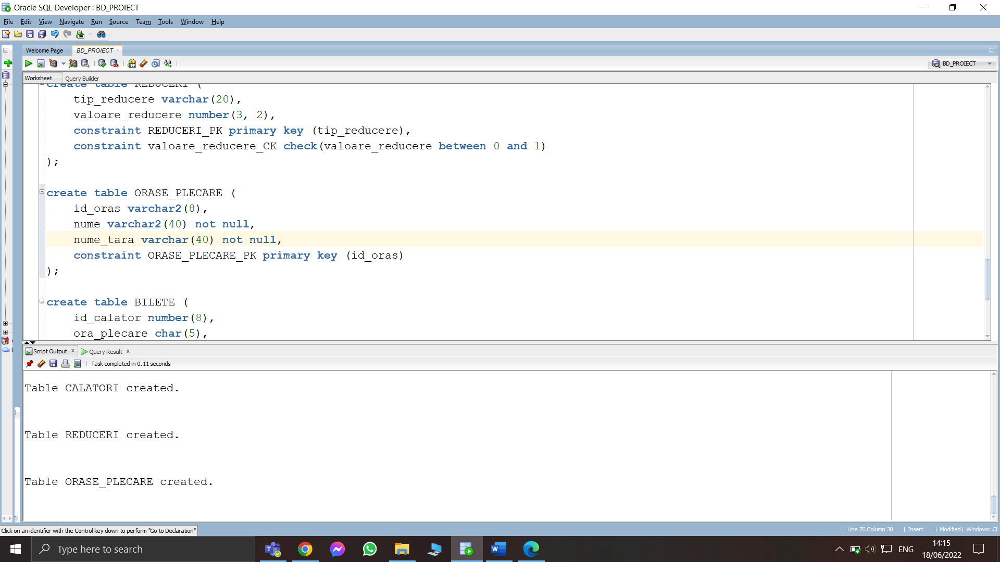 Oracle SQL Developer : BD_PROIECT
File Edit View Navigate Run Source Team Tools Window Help
Welcome Page BD_PROIECT
BD_PROIECT
Worksheet Query Builder
create table REDUCERI (
tip_reducere varchar(20),
valoare_reducere number(3, 2),
constraint REDUCERI_PK primary key (tip_reducere),
constraint valoare_reducere_CK check(valoare_reducere between 0 and 1)
);
create table ORASE_PLECARE (
id_oras varchar2(8),
nume varchar2(40) not null,
nume_tara varchar(40) not null,
constraint ORASE_PLECARE_PK primary key (id_oras)
);
create table BILETE (
id_calator number(8),
ora_plecare char(5),
Script Output x Query Result x
Task completed in 0.11 seconds
Table CALATORI created.
Table REDUCERI created.
Table ORASE_PLECARE created.
Click on an identifier with the Control key down to perform "Go to Declaration"
| Line 76 Column 30 | Insert | Modified | Windows:
Type here to search
ENG
14:15
18/06/2022